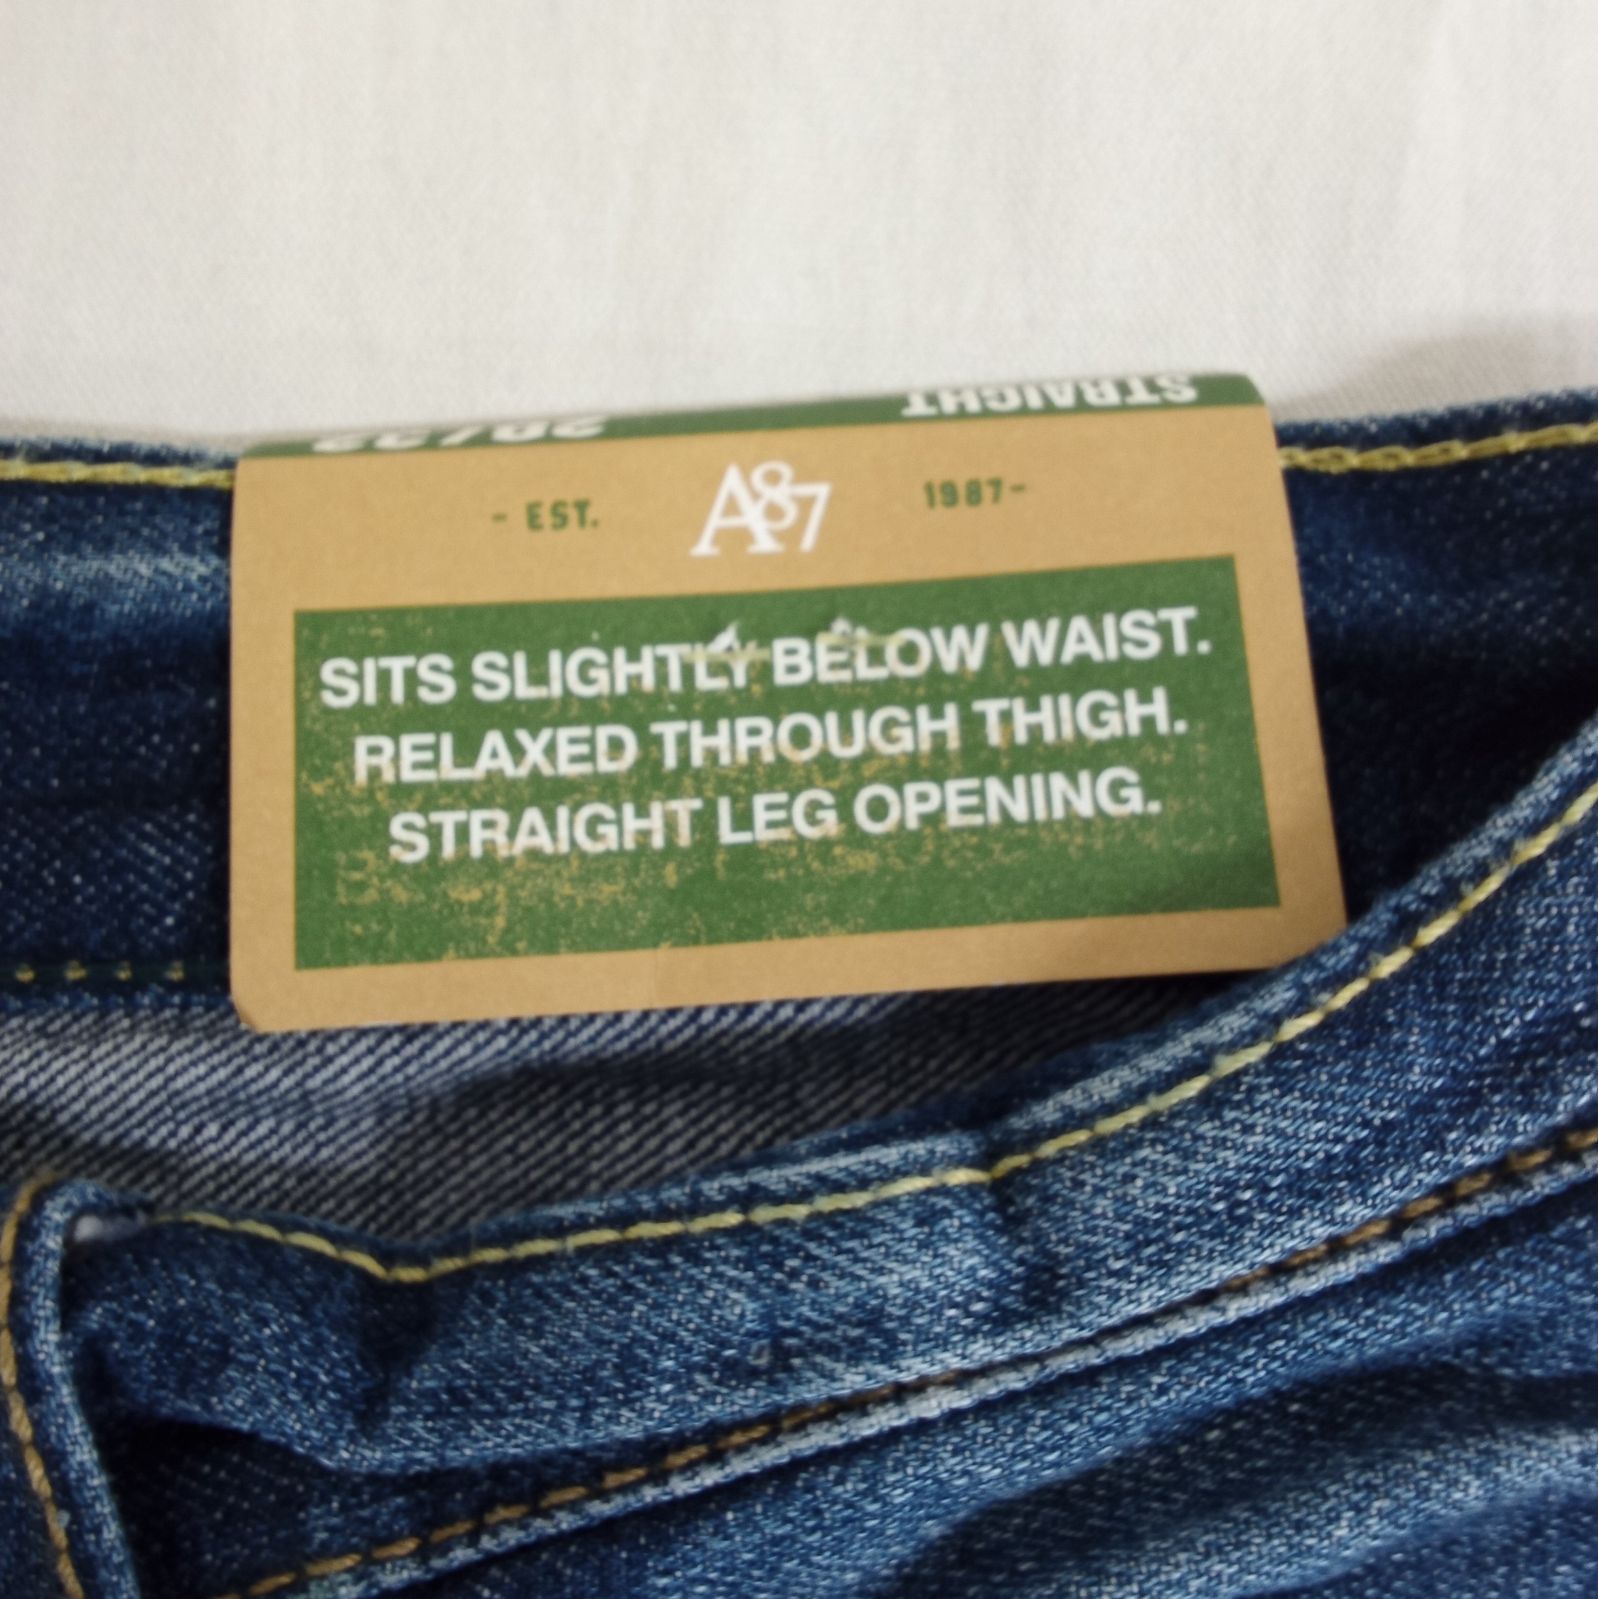 STRAIGHT
- EST. A87 1987-
SITS SLIGHTLY BELOW WAIST.
RELAXED THROUGH THIGH.
STRAIGHT LEG OPENING.